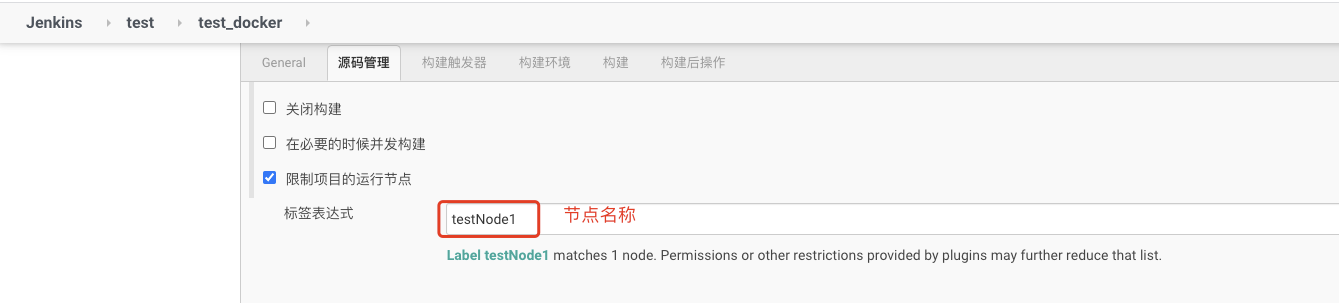 Jenkins test test_docker
General 源码管理 构建触发器 构建环境 构建 构建后操作
关闭构建
在必要的时候并发构建
限制项目的运行节点
标签表达式 testNode1 节点名称
Label testNode1 matches 1 node. Permissions or other restrictions provided by plugins may further reduce that list.